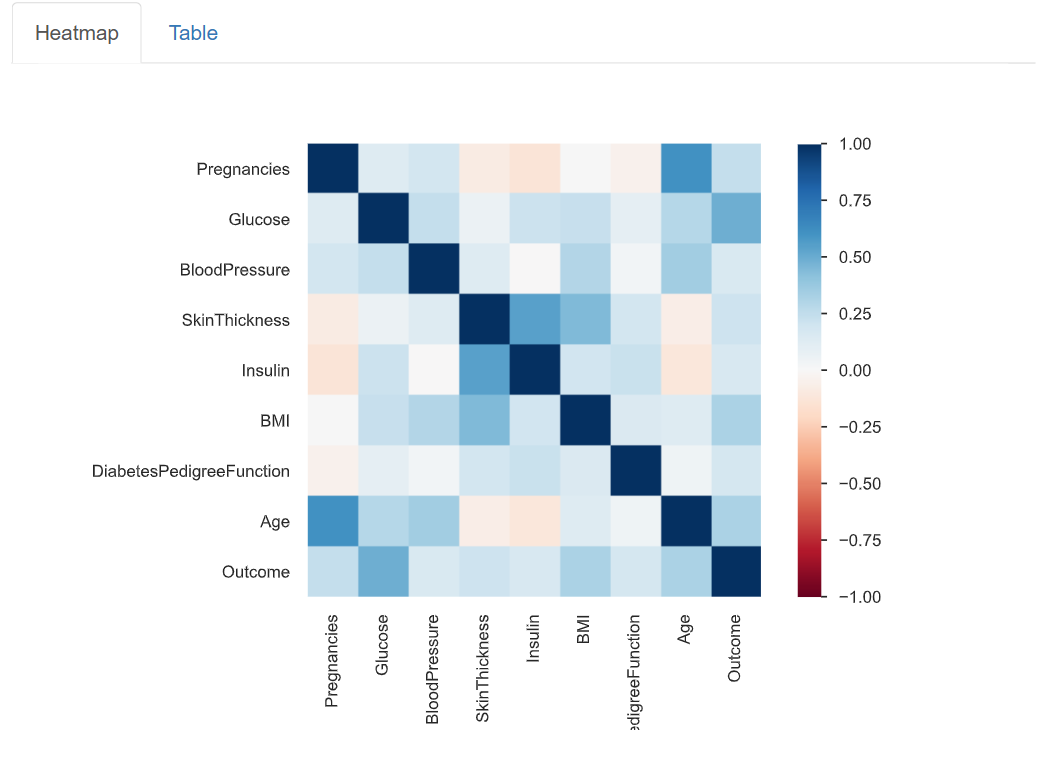 Heatmap
Table
Pregnancies
Glucose
BloodPressure
SkinThickness
Insulin
BMI
DiabetesPedigreeFunction
Age
Outcome
1.00
0.75
0.50
0.25
0.00
−0.25
−0.50
−0.75
−1.00
Pregnancies
Glucose
BloodPressure
SkinThickness
Insulin
BMI
edigreeFunction
Age
Outcome